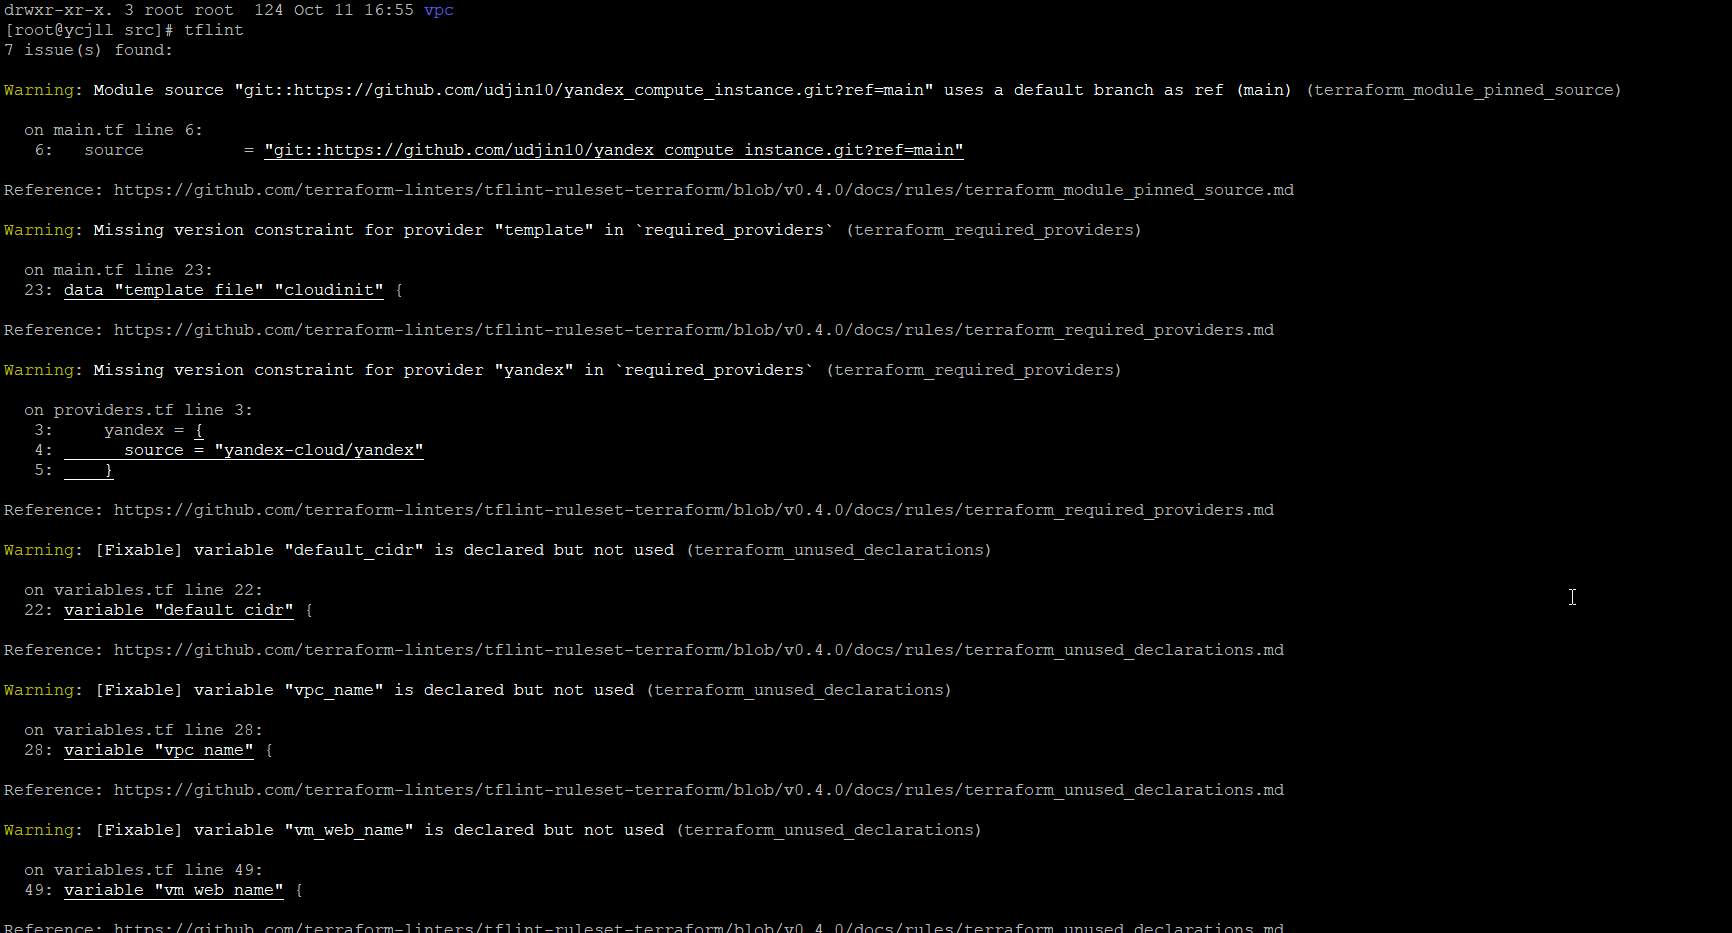 drwxr-xr-x. 3 root root  124 Oct 11 16:55 vpc
[root@ycjll src]# tflint
7 issue(s) found:
Warning: Module source "git::https://github.com/udjin10/yandex_compute_instance.git?ref=main" uses a default branch as ref (main) (terraform_module_pinned_source)
  on main.tf line 6:
   6:   source          = "git::https://github.com/udjin10/yandex_compute_instance.git?ref=main"
Reference: https://github.com/terraform-linters/tflint-ruleset-terraform/blob/v0.4.0/docs/rules/terraform_module_pinned_source.md
Warning: Missing version constraint for provider "template" in `required_providers` (terraform_required_providers)
  on main.tf line 23:
  23: data "template_file" "cloudinit" {
Reference: https://github.com/terraform-linters/tflint-ruleset-terraform/blob/v0.4.0/docs/rules/terraform_required_providers.md
Warning: Missing version constraint for provider "yandex" in `required_providers` (terraform_required_providers)
  on providers.tf line 3:
   3:     yandex = {
   4:       source = "yandex-cloud/yandex"
   5:     }
Reference: https://github.com/terraform-linters/tflint-ruleset-terraform/blob/v0.4.0/docs/rules/terraform_required_providers.md
Warning: [Fixable] variable "default_cidr" is declared but not used (terraform_unused_declarations)
  on variables.tf line 22:
  22: variable "default_cidr" {
Reference: https://github.com/terraform-linters/tflint-ruleset-terraform/blob/v0.4.0/docs/rules/terraform_unused_declarations.md
Warning: [Fixable] variable "vpc_name" is declared but not used (terraform_unused_declarations)
  on variables.tf line 28:
  28: variable "vpc_name" {
Reference: https://github.com/terraform-linters/tflint-ruleset-terraform/blob/v0.4.0/docs/rules/terraform_unused_declarations.md
Warning: [Fixable] variable "vm_web_name" is declared but not used (terraform_unused_declarations)
  on variables.tf line 49:
  49: variable "vm_web_name" {
Reference: https://github.com/terraform-linters/tflint-ruleset-terraform/blob/v0.4.0/docs/rules/terraform_unused_declarations.md